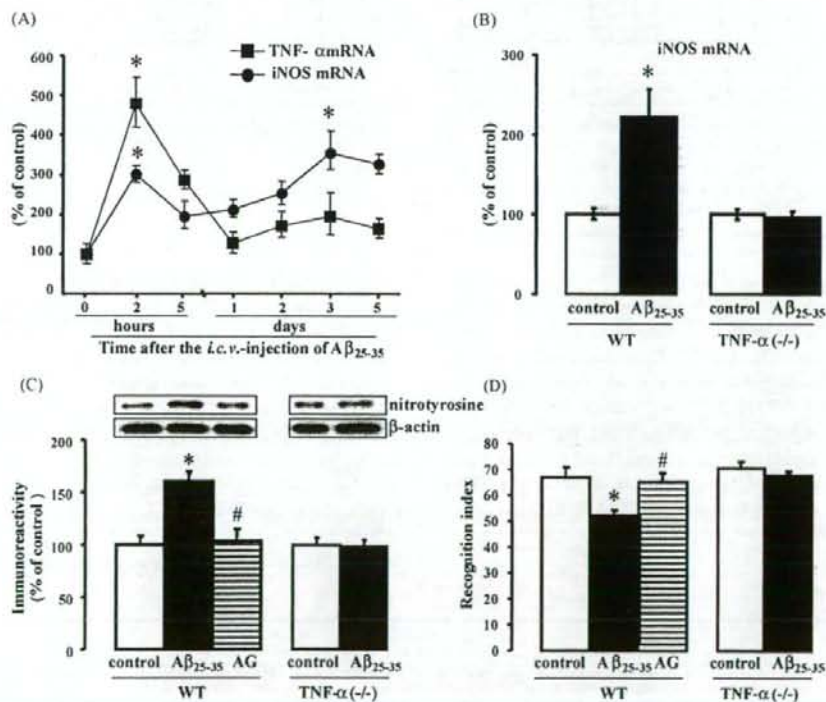 (A)
TNF- αmRNA
iNOS mRNA
(% of control)
600
500
400
300
200
100
0
*
*
*
0 2 5 1 2 3 5
hours days
Time after the i.c.v.-injection of Aβ25-35
(B)
iNOS mRNA
(% of control)
300
200
100
0
*
control Aβ25-35 control Aβ25-35
WT TNF-α (-/-)
(C)
nitrotyrosine
β-actin
Immunoreactivity
(% of control )
200
150
100
50
0
*
#
control Aβ25-35 AG control Aβ25-35
WT TNF-α (-/-)
(D)
Recognition index
80
70
60
50
40
30
20
10
0
*
#
control Aβ25-35 AG control Aβ25-35
WT TNF-α (-/-)